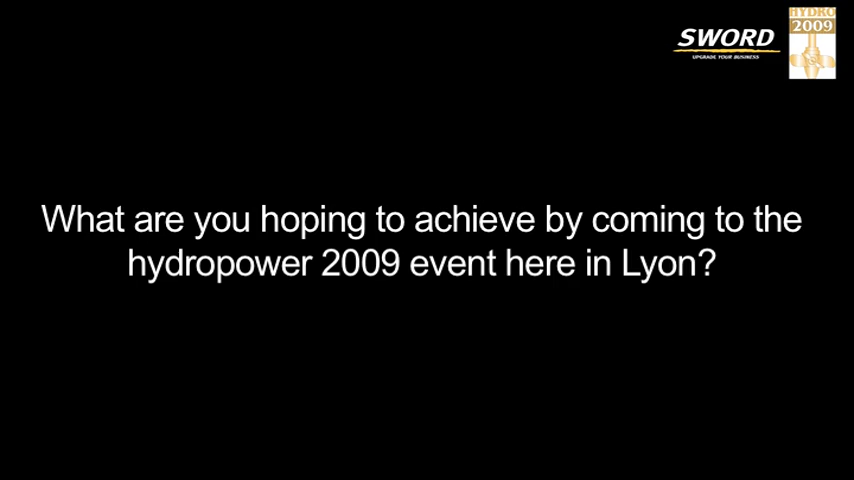 SWORD
UPGRADE YOUR BUSINESS
HYDRO
2009
What are you hoping to achieve by coming to the
hydropower 2009 event here in Lyon?